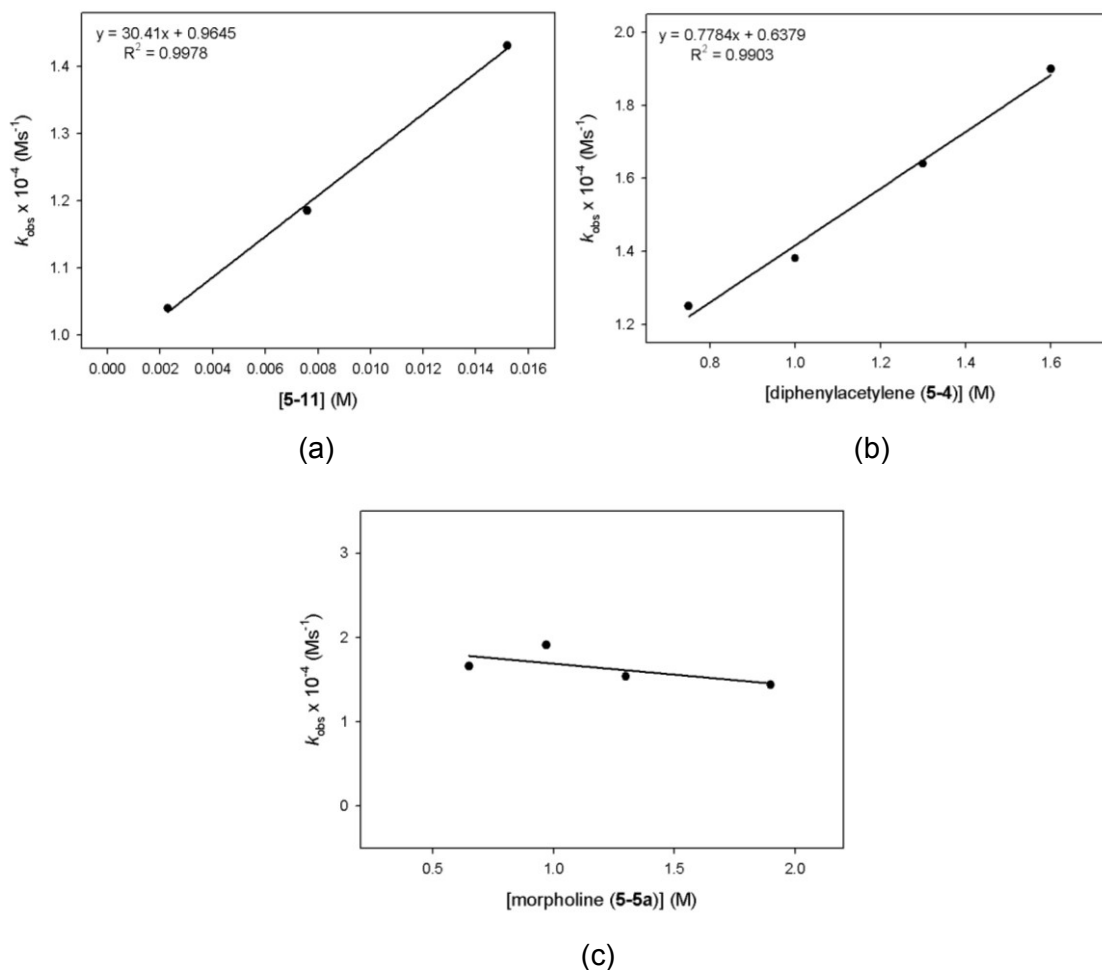 y = 30.41x + 0.9645
R² = 0.9978
1.4
1.3
1.2
1.1
1.0
k_obs x 10⁻⁴ (Ms⁻¹)
0.000 0.002 0.004 0.006 0.008 0.010 0.012 0.014 0.016
[5-11] (M)
(a)
y = 0.7784x + 0.6379
R² = 0.9903
2.0
1.8
1.6
1.4
1.2
k_obs x 10⁻⁴ (Ms⁻¹)
0.8 1.0 1.2 1.4 1.6
[diphenylacetylene (5-4)] (M)
(b)
3
2
1
0
k_obs x 10⁻⁴ (Ms⁻¹)
0.5 1.0 1.5 2.0
[morpholine (5-5a)] (M)
(c)